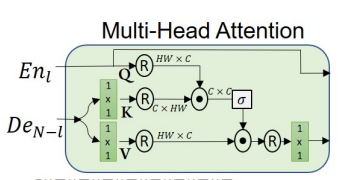 Multi-Head Attention
En_l
Q
R
HW × C
1
x
1
K
R
C × HW
C × C
σ
De_{N-l}
1
x
1
V
R
HW × C
R
1
x
1